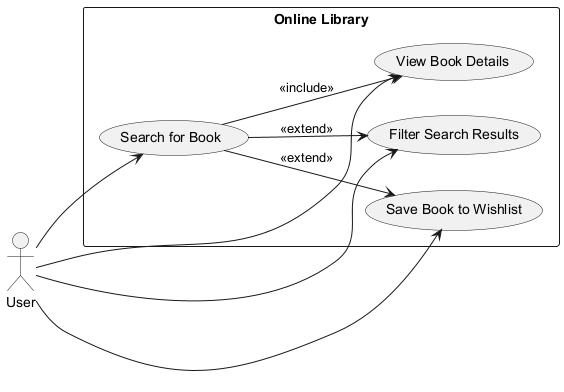 Online Library
View Book Details
«include»
Search for Book
«extend»
Filter Search Results
«extend»
Save Book to Wishlist
User